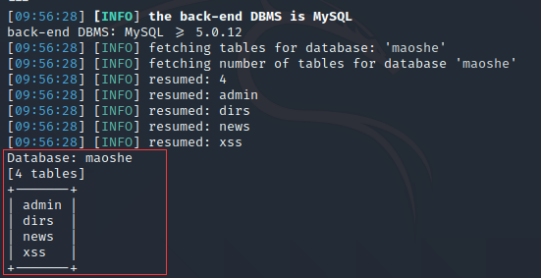 [09:56:28] [INFO] the back-end DBMS is MySQL
back-end DBMS: MySQL ≥ 5.0.12
[09:56:28] [INFO] fetching tables for database: 'maoshe'
[09:56:28] [INFO] fetching number of tables for database 'maoshe'
[09:56:28] [INFO] resumed: 4
[09:56:28] [INFO] resumed: admin
[09:56:28] [INFO] resumed: dirs
[09:56:28] [INFO] resumed: news
[09:56:28] [INFO] resumed: xss
Database: maoshe
[4 tables]
+-------+
| admin |
| dirs  |
| news  |
| xss   |
+-------+